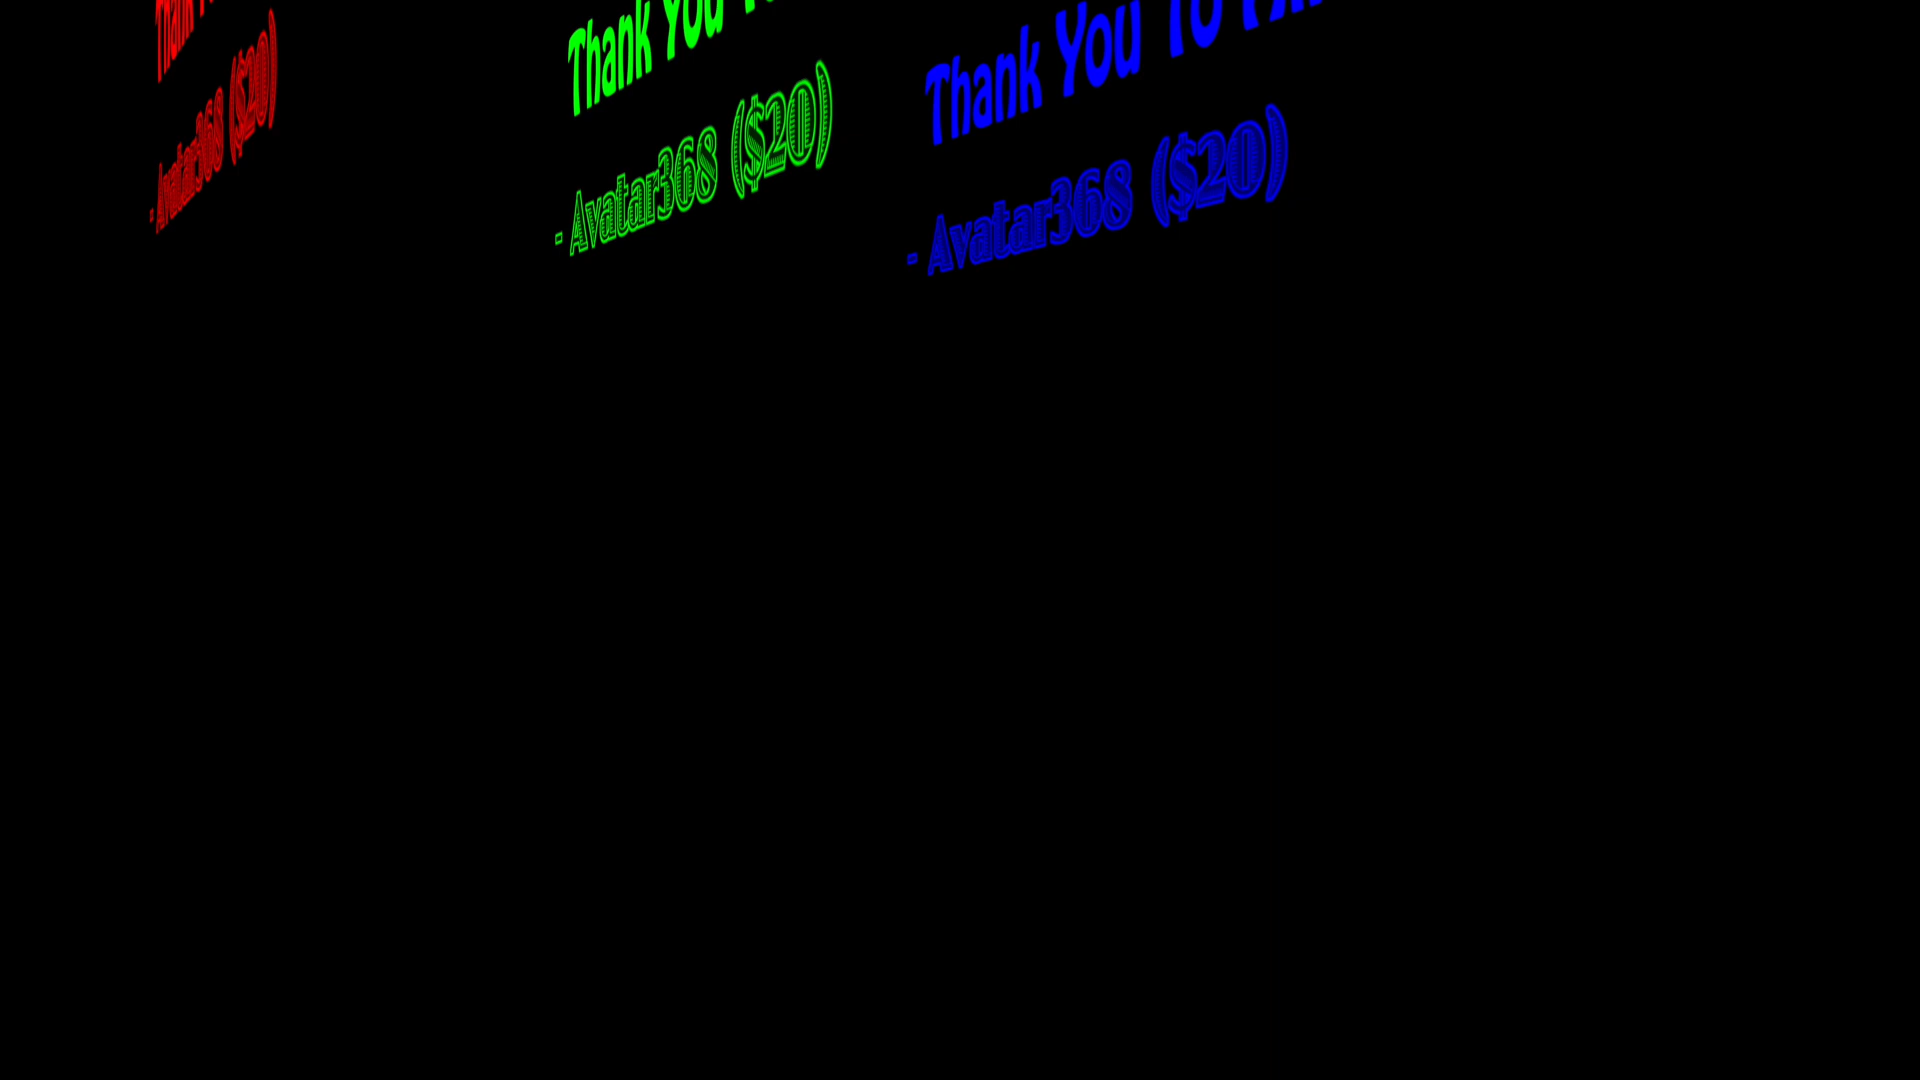 Thank
- Avatar368 ($20)
Thank You
- Avatar368 ($20)
Thank You To
- Avatar368 ($20)